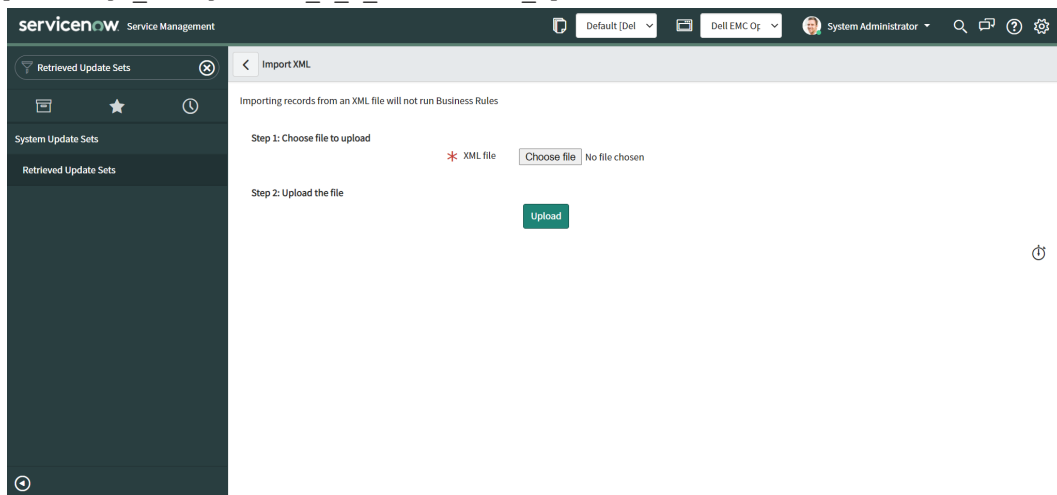 servicenow Service Management
Default [Del
Dell EMC Op
System Administrator
Retrieved Update Sets
Import XML
Importing records from an XML file will not run Business Rules
System Update Sets
Retrieved Update Sets
Step 1: Choose file to upload
XML file Choose file No file chosen
Step 2: Upload the file
Upload